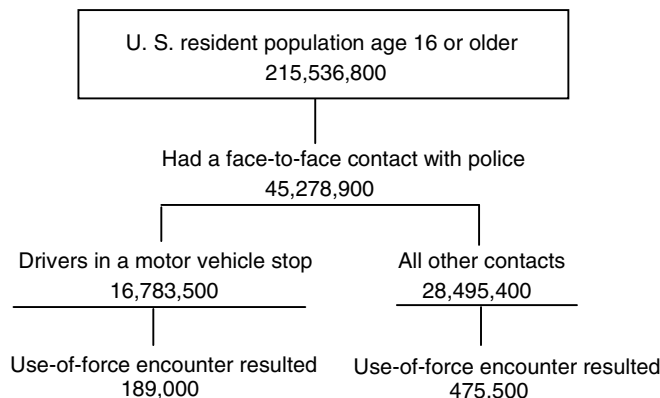 U. S. resident population age 16 or older
215,536,800
Had a face-to-face contact with police
45,278,900
Drivers in a motor vehicle stop
16,783,500
All other contacts
28,495,400
Use-of-force encounter resulted
189,000
Use-of-force encounter resulted
475,500